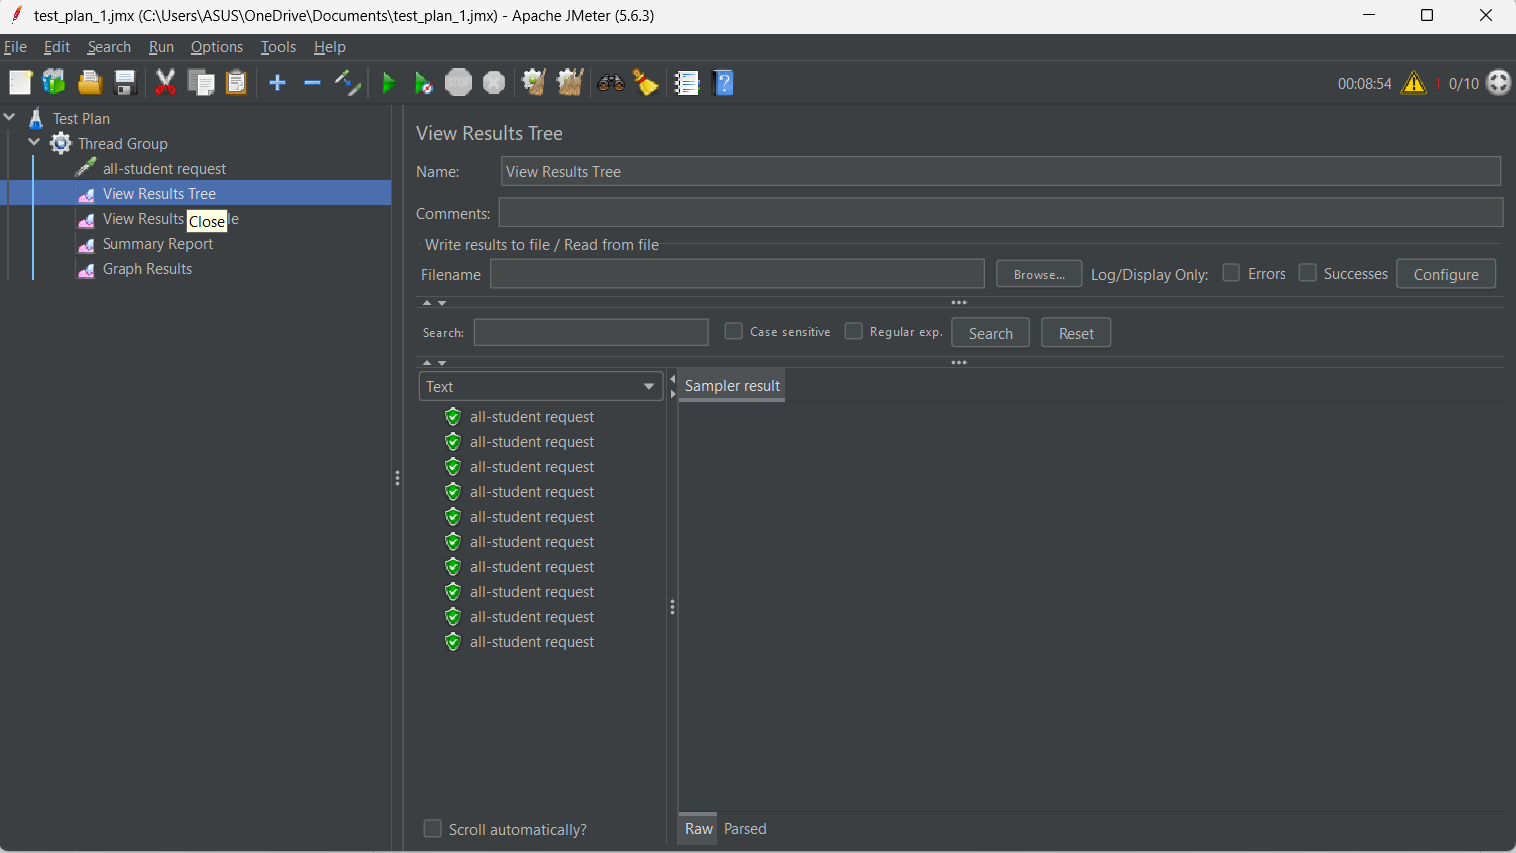 test_plan_1.jmx (C:\Users\ASUS\OneDrive\Documents\test_plan_1.jmx) - Apache JMeter (5.6.3)
File Edit Search Run Options Tools Help
STOP
00:08:54 1 0/10
Test Plan
Thread Group
all-student request
View Results Tree
View Results
Close
Summary Report
Graph Results
View Results Tree
Name: View Results Tree
Comments:
Write results to file / Read from file
Filename Browse... Log/Display Only: Errors Successes Configure
Search: Case sensitive Regular exp. Search Reset
Text
Sampler result
all-student request
all-student request
all-student request
all-student request
all-student request
all-student request
all-student request
all-student request
all-student request
all-student request
Scroll automatically?
Raw Parsed